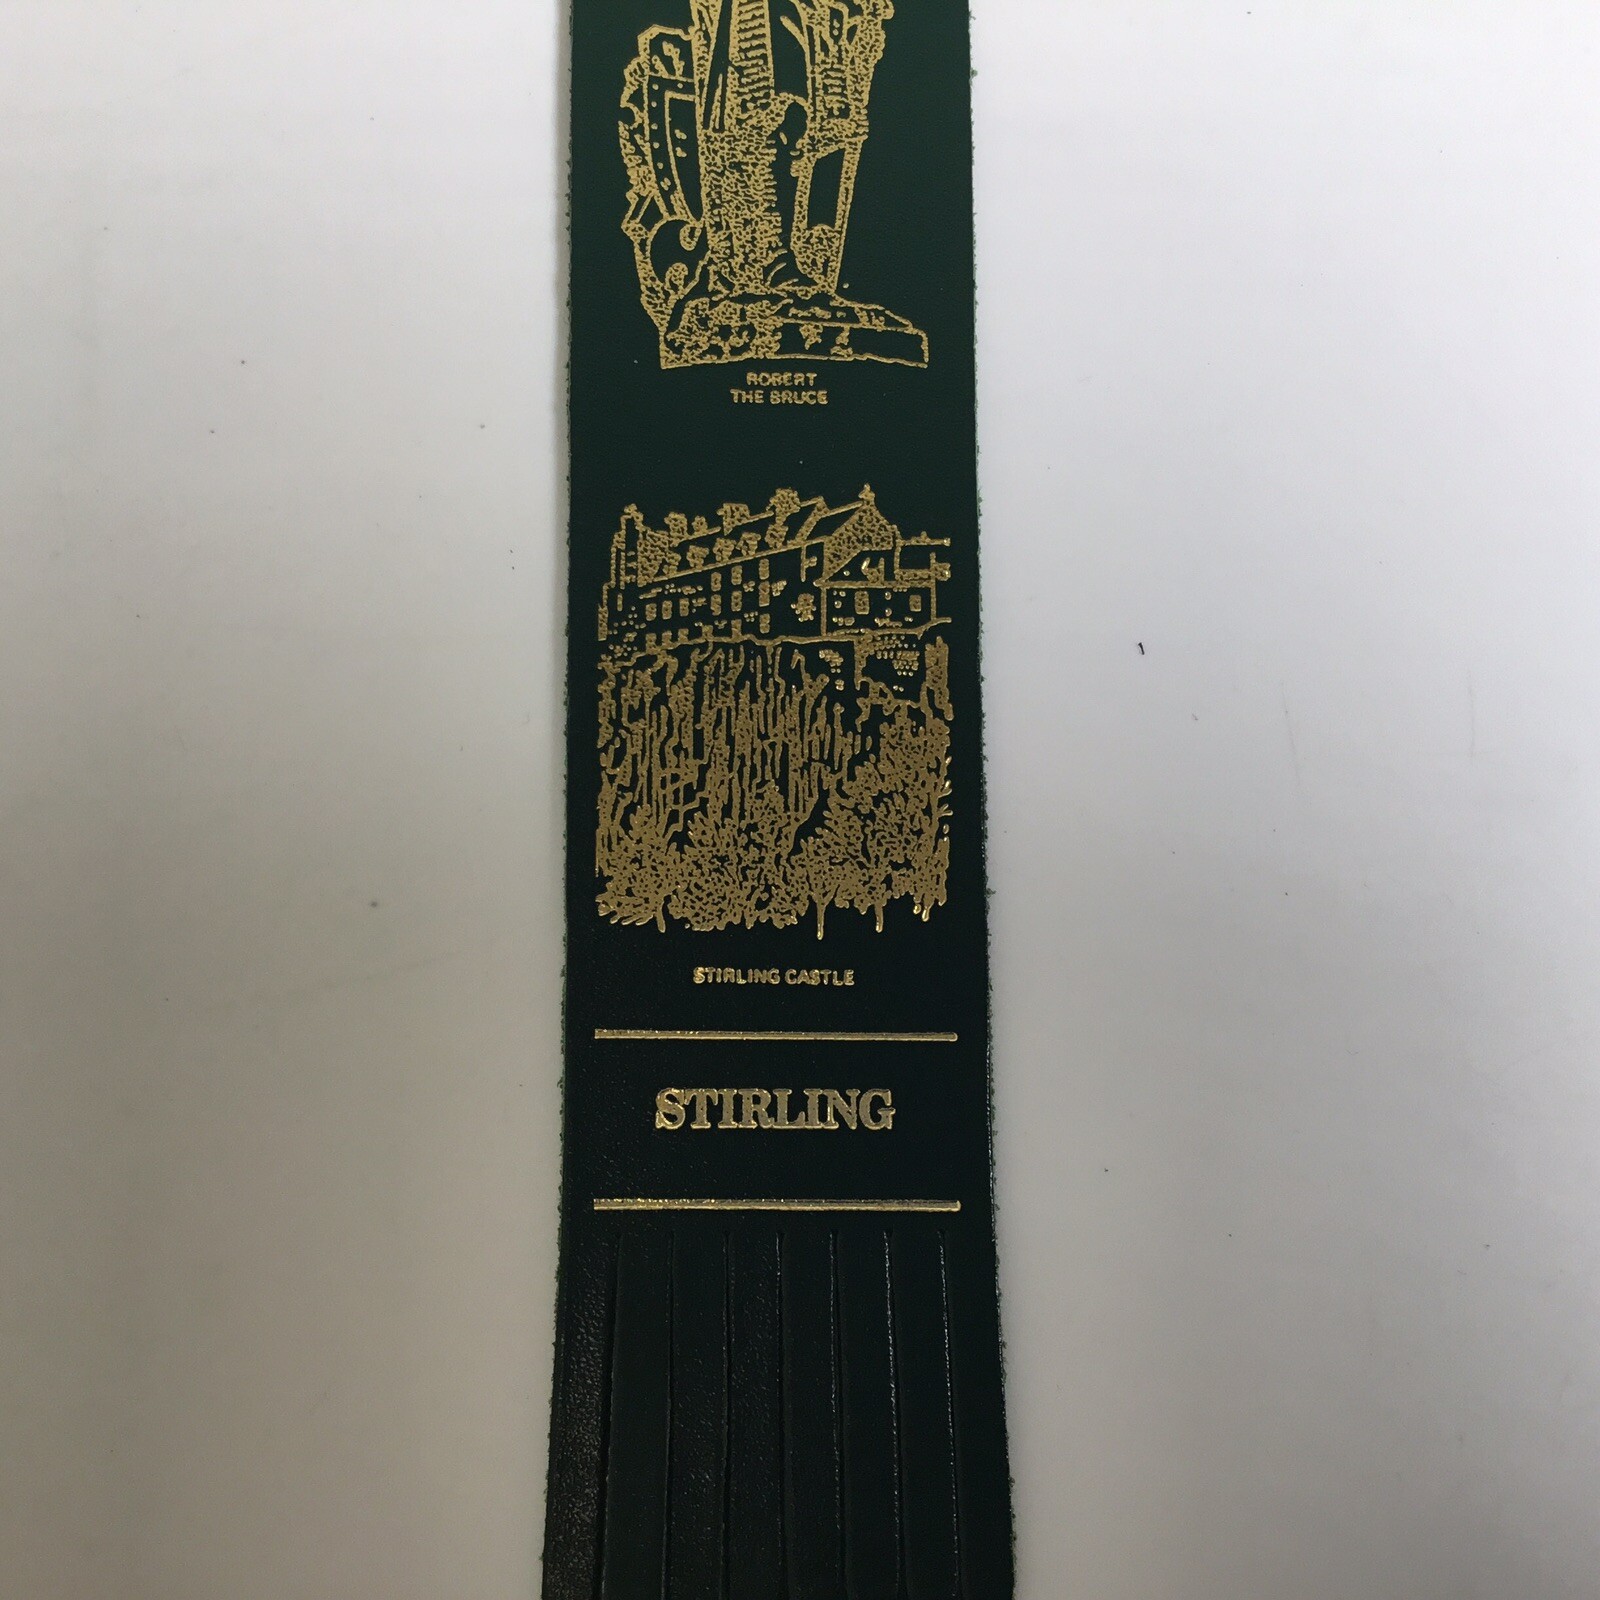 ROBERT
THE BRUCE
STIRLING CASTLE
STIRLING